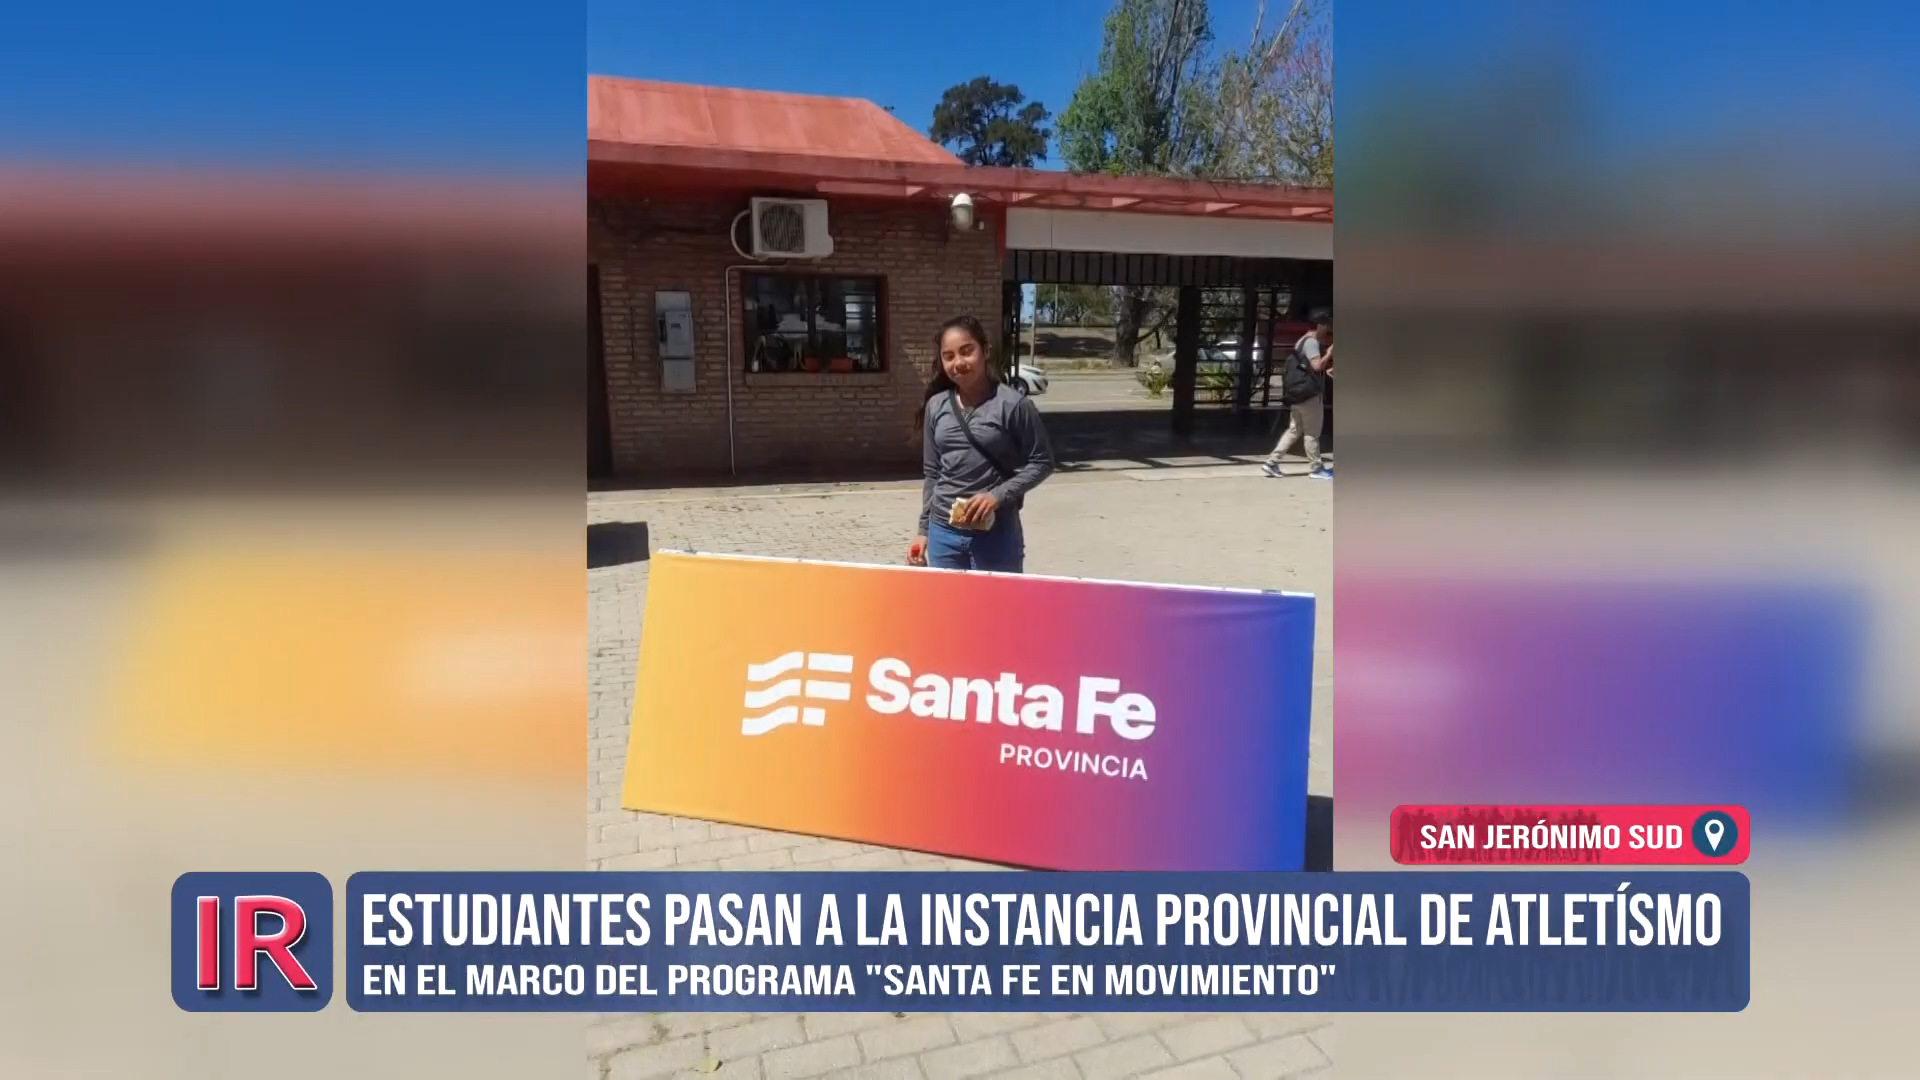 Santa Fe
PROVINCIA
SAN JERÓNIMO SUD
IR
ESTUDIANTES PASAN A LA INSTANCIA PROVINCIAL DE ATLETÍSMO
EN EL MARCO DEL PROGRAMA "SANTA FE EN MOVIMIENTO"